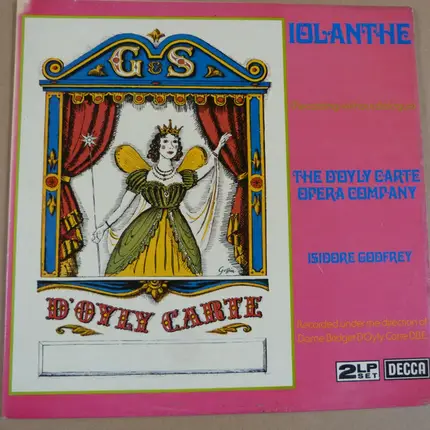 IOLANTHE
G&S
THE D'OYLY CARTE
OPERA COMPANY
ISIDORE GODFREY
D'OYLY CARTE
Recorded under the direction of
Dame Bridget D'Oyly Carte D.B.E.
2LP
SET
DECCA